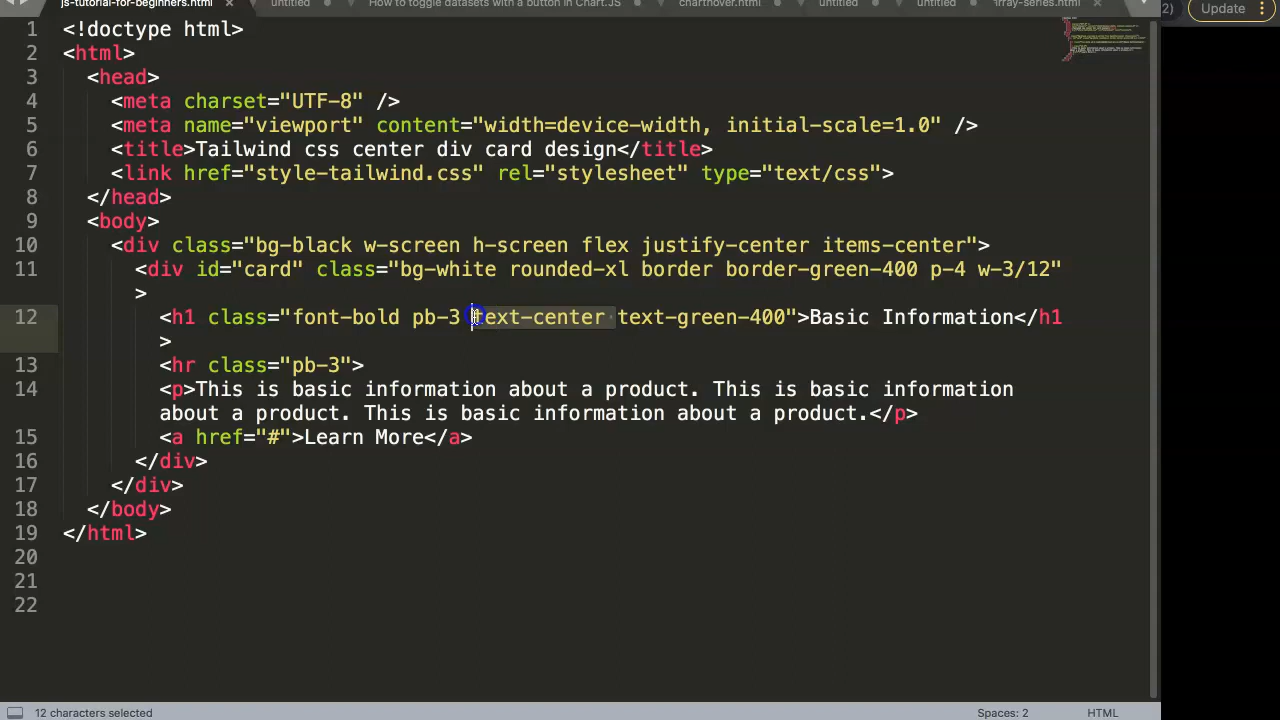 js-tutorial-for-beginners.html untitled How to toggle datasets with a button in Chart.JS charthover.html untitled untitled array-series.html 2) Update
1 <!doctype html>
2 <html>
3 <head>
4 <meta charset="UTF-8" />
5 <meta name="viewport" content="width=device-width, initial-scale=1.0" />
6 <title>Tailwind css center div card design</title>
7 <link href="style-tailwind.css" rel="stylesheet" type="text/css">
8 </head>
9 <body>
10 <div class="bg-black w-screen h-screen flex justify-center items-center">
11 <div id="card" class="bg-white rounded-xl border border-green-400 p-4 w-3/12"
>
12 <h1 class="font-bold pb-3 text-center text-green-400">Basic Information</h1
>
13 <hr class="pb-3">
14 <p>This is basic information about a product. This is basic information
about a product. This is basic information about a product.</p>
15 <a href="#">Learn More</a>
16 </div>
17 </div>
18 </body>
19 </html>
20
21
22
12 characters selected Spaces: 2 HTML